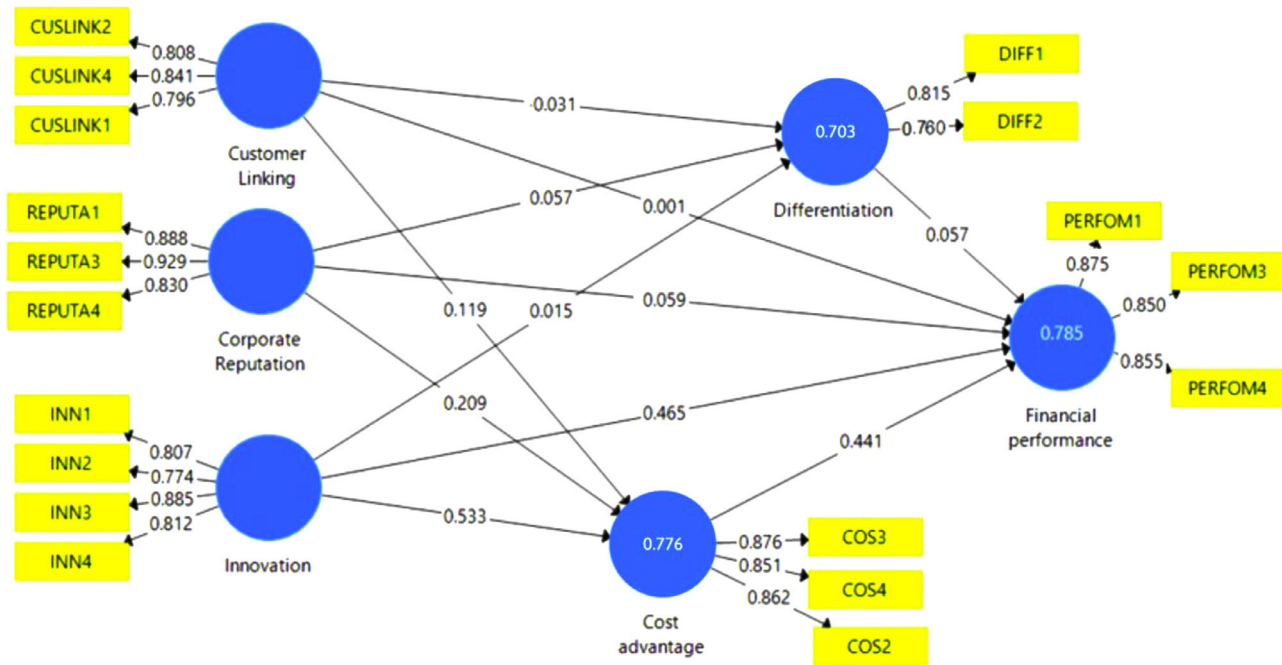 CUSLINK2
0.808
CUSLINK4
0.841
CUSLINK1
0.796
Customer
Linking
REPUTA1
0.888
REPUTA3
0.929
REPUTA4
0.830
Corporate
Reputation
INN1
0.807
INN2
0.774
INN3
0.885
INN4
0.812
Innovation
-0.031
0.057
0.015
0.001
0.059
0.119
0.209
0.465
0.533
0.703
Differentiation
0.815
DIFF1
0.760
DIFF2
0.057
0.441
0.776
Cost
advantage
0.876
COS3
0.851
COS4
0.862
COS2
0.785
Financial
performance
PERFOM1
0.875
PERFOM3
0.850
PERFOM4
0.855